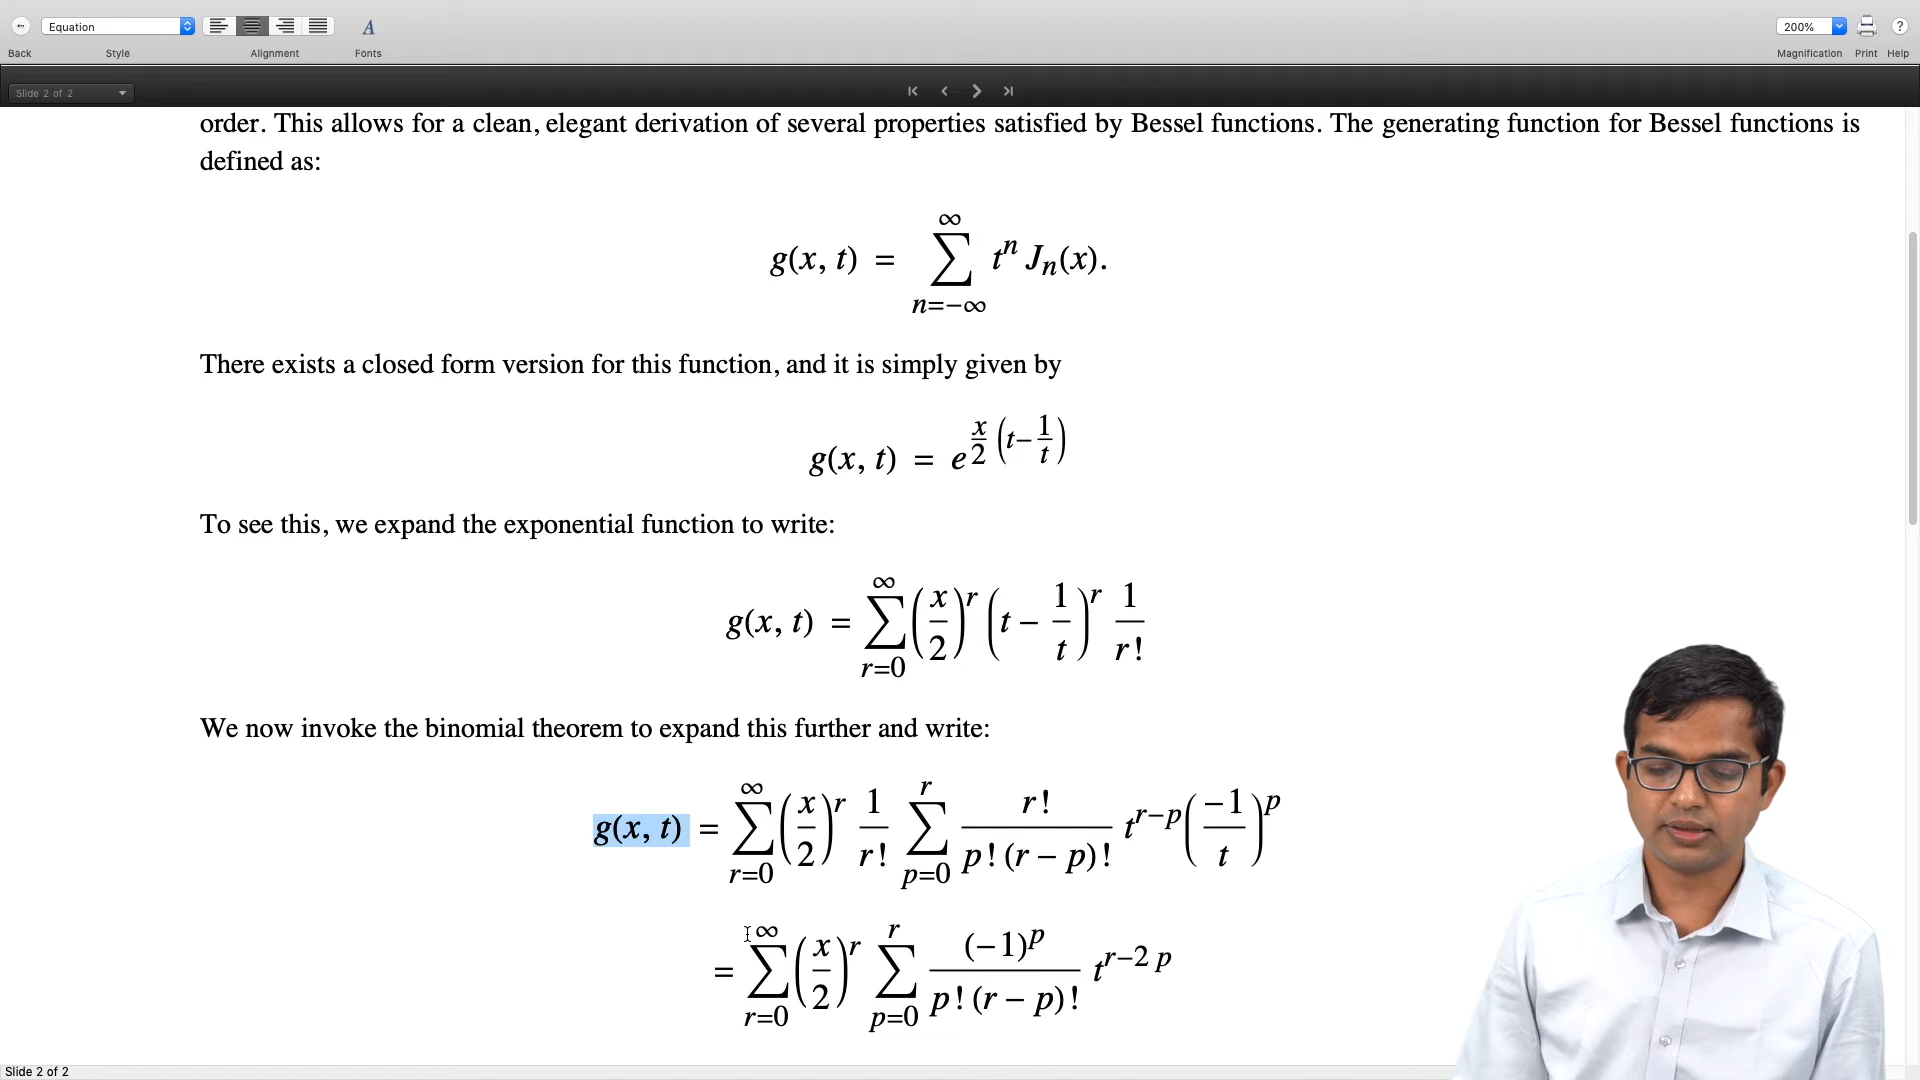 Equation
200%
Back Style Alignment Fonts Magnification Print Help
Slide 2 of 2
order. This allows for a clean, elegant derivation of several properties satisfied by Bessel functions. The generating function for Bessel functions is
defined as:
g(x, t) = ∑_{n=−∞}^{∞} t^n J_n(x).
There exists a closed form version for this function, and it is simply given by
g(x, t) = e^{x/2 (t−1/t)}
To see this, we expand the exponential function to write:
g(x, t) = ∑_{r=0}^{∞} (x/2)^r (t − 1/t)^r 1/r!
We now invoke the binomial theorem to expand this further and write:
g(x, t) = ∑_{r=0}^{∞} (x/2)^r 1/r! ∑_{p=0}^{r} r!/(p! (r − p)!) t^{r−p} (−1/t)^p
= ∑_{r=0}^{∞} (x/2)^r ∑_{p=0}^{r} (−1)^p/(p! (r − p)!) t^{r−2 p}
Slide 2 of 2